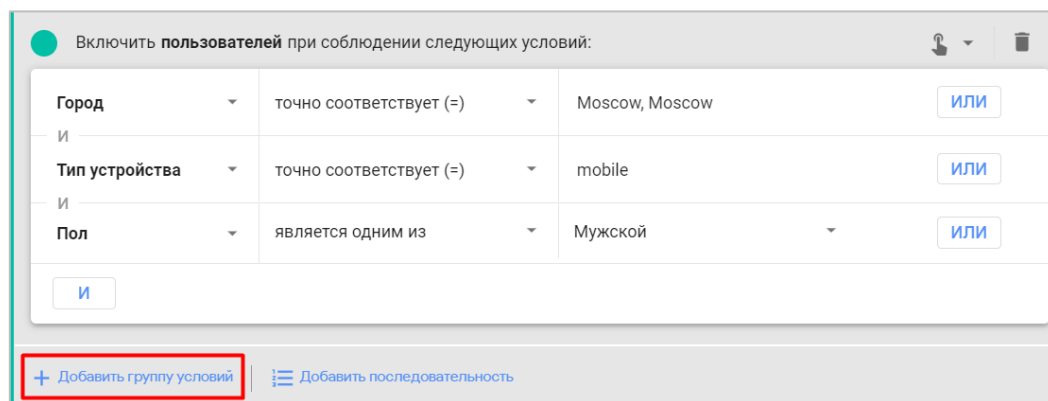 Включить пользователей при соблюдении следующих условий:
Город точно соответствует (=) Moscow, Moscow ИЛИ
И
Тип устройства точно соответствует (=) mobile ИЛИ
И
Пол является одним из Мужской ИЛИ
И
+ Добавить группу условий Добавить последовательность